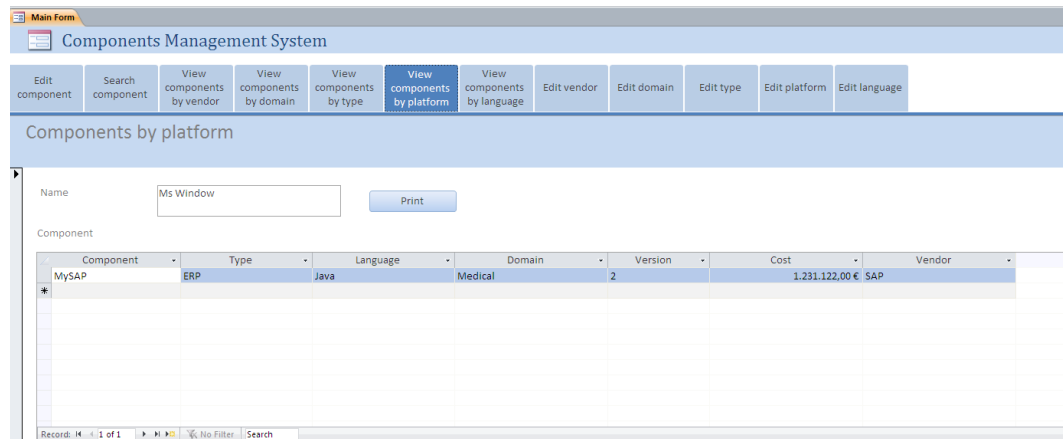 Main Form
Components Management System
Edit component
Search component
View components by vendor
View components by domain
View components by type
View components by platform
View components by language
Edit vendor
Edit domain
Edit type
Edit platform
Edit language
Components by platform
Name Ms Window Print
Component
Component Type Language Domain Version Cost Vendor
MySAP ERP Java Medical 2 1.231.122,00 € SAP
Record: 1 of 1 No Filter Search